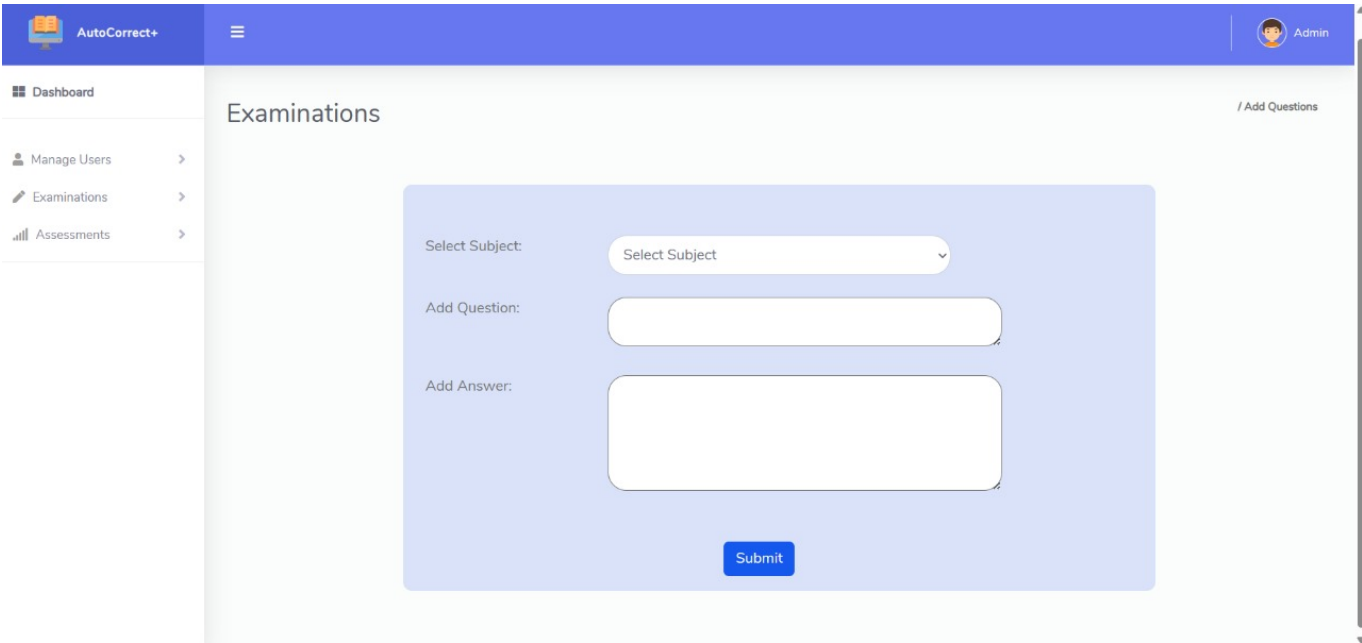 AutoCorrect+
Admin
Dashboard
Examinations
/ Add Questions
Manage Users
Examinations
Assessments
Select Subject:
Select Subject
Add Question:
Add Answer:
Submit